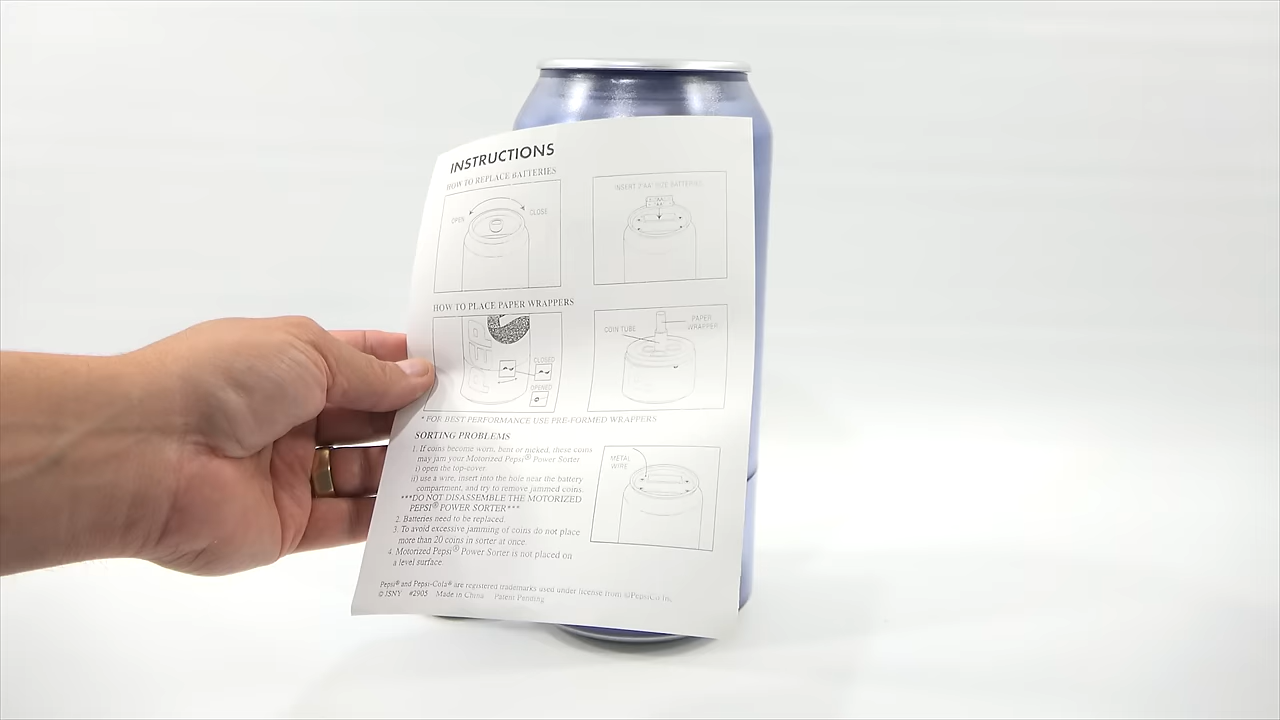 INSTRUCTIONS
HOW TO REPLACE BATTERIES
OPEN
CLOSE
INSERT 2 "AA" SIZE BATTERIES
AA
AA
HOW TO PLACE PAPER WRAPPERS
PEP
CLOSED
OPENED
COIN TUBE
PAPER
WRAPPER
* FOR BEST PERFORMANCE USE PRE-FORMED WRAPPERS
SORTING PROBLEMS
1. If coins become worn, bent or nicked, these coins
may jam your Motorized Pepsi® Power Sorter
i) open the top-cover
ii) use a wire, insert into the hole near the battery
compartment, and try to remove jammed coins.
***DO NOT DISASSEMBLE THE MOTORIZED
PEPSI® POWER SORTER***
2. Batteries need to be replaced.
3. To avoid excessive jamming of coins do not place
more than 20 coins in sorter at once.
4. Motorized Pepsi® Power Sorter is not placed on
a level surface.
METAL
WIRE
Pepsi® and Pepsi-Cola® are registered trademarks used under license from ©PepsiCo Inc
© JSNY #2905 Made in China Patent Pending